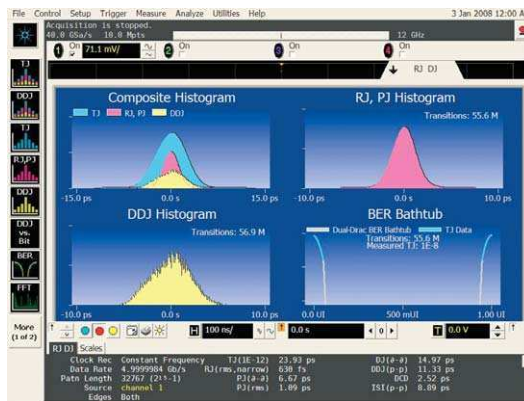 File Control Setup Trigger Measure Analyze Utilities Help 3 Jan 2008 12:00 A
Acquisition is stopped.
40.0 GSa/s 10.0 Mpts 12 GHz
1 On 71.1 mV/ 2 On 3 On 4 On
RJ DJ
TJ
DDJ
TJ
RJ,PJ
DDJ
DDJ
vs.
Bit
BER
FFT
More
(1 of 2)
Composite Histogram
TJ RJ, PJ DDJ
-15.0 ps 0.0 s 15.0 ps
RJ, PJ Histogram
Transitions: 55.6 M
-10.0 ps 0.0 s 10.0 ps
DDJ Histogram
Transitions: 56.9 M
-10.0 ps 0.0 s 10.0 ps
BER Bathtub
Dual-Dirac BER Bathtub TJ Data
Transitions: 55.6 M
Measured TJ: 1E-8
0.0 UI 500 mUI 1.00 UI
H 100 ns/ 0.0 s 0 T 0.0 V
RJ DJ Scales
Clock Rec Constant Frequency TJ(1E-12) 23.93 ps DJ(∂-∂) 14.97 ps
Data Rate 4.9999984 Gb/s RJ(rms,narrow) 630 fs DDJ(p-p) 11.33 ps
Patn Length 32767 (2¹⁵-1) PJ(∂-∂) 6.67 ps DCD 2.52 ps
Source channel 1 PJ(rms) 1.09 ps ISI(p-p) 8.89 ps
Edges Both